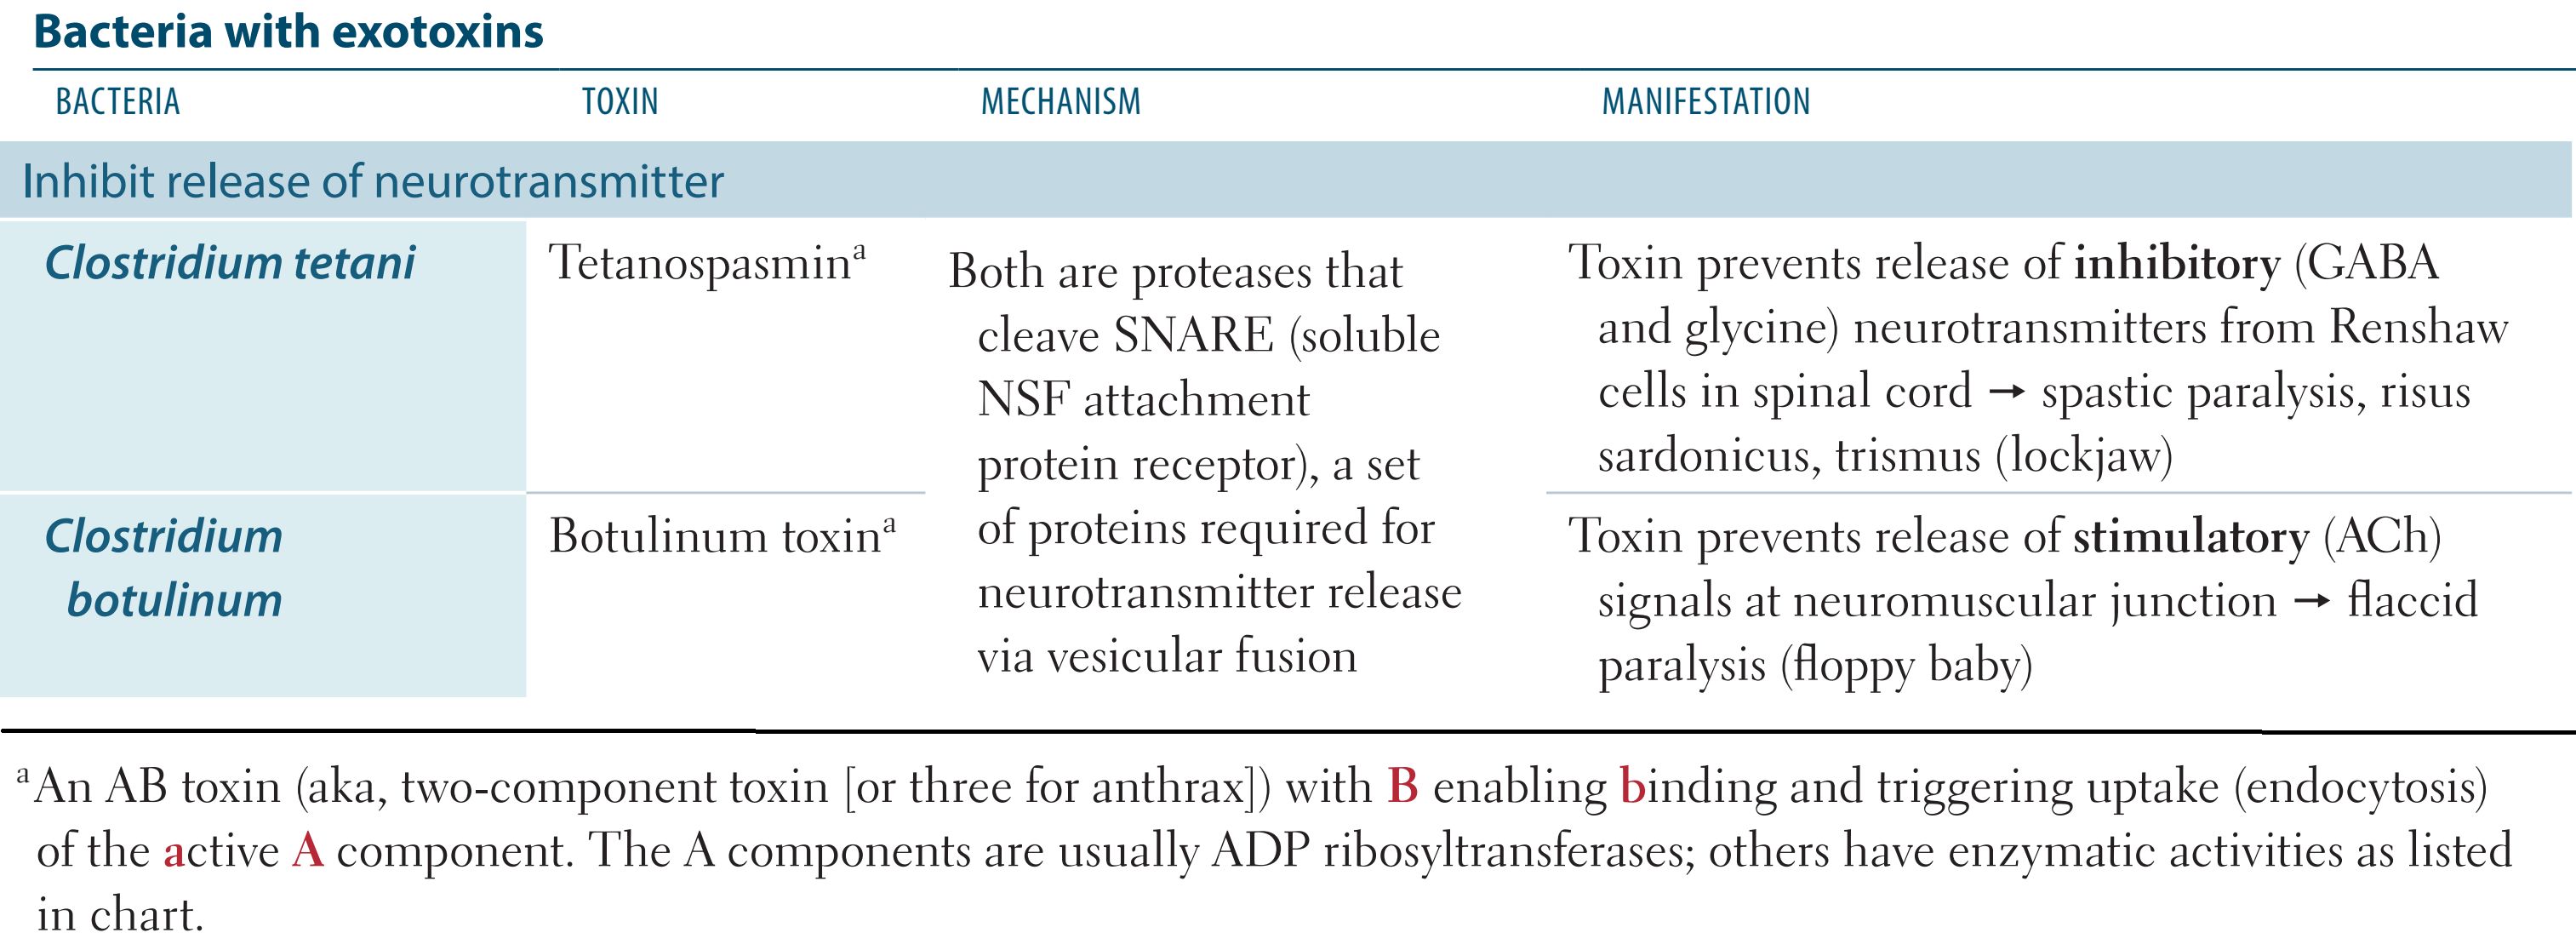 Bacteria with exotoxins
BACTERIA TOXIN MECHANISM MANIFESTATION
Inhibit release of neurotransmitter
Clostridium tetani
Tetanospasminᵃ
Both are proteases that
cleave SNARE (soluble
NSF attachment
protein receptor), a set
of proteins required for
neurotransmitter release
via vesicular fusion
Toxin prevents release of inhibitory (GABA
and glycine) neurotransmitters from Renshaw
cells in spinal cord → spastic paralysis, risus
sardonicus, trismus (lockjaw)
Clostridium
botulinum
Botulinum toxinᵃ
Toxin prevents release of stimulatory (ACh)
signals at neuromuscular junction → flaccid
paralysis (floppy baby)
ᵃAn AB toxin (aka, two-component toxin [or three for anthrax]) with B enabling binding and triggering uptake (endocytosis)
of the active A component. The A components are usually ADP ribosyltransferases; others have enzymatic activities as listed
in chart.